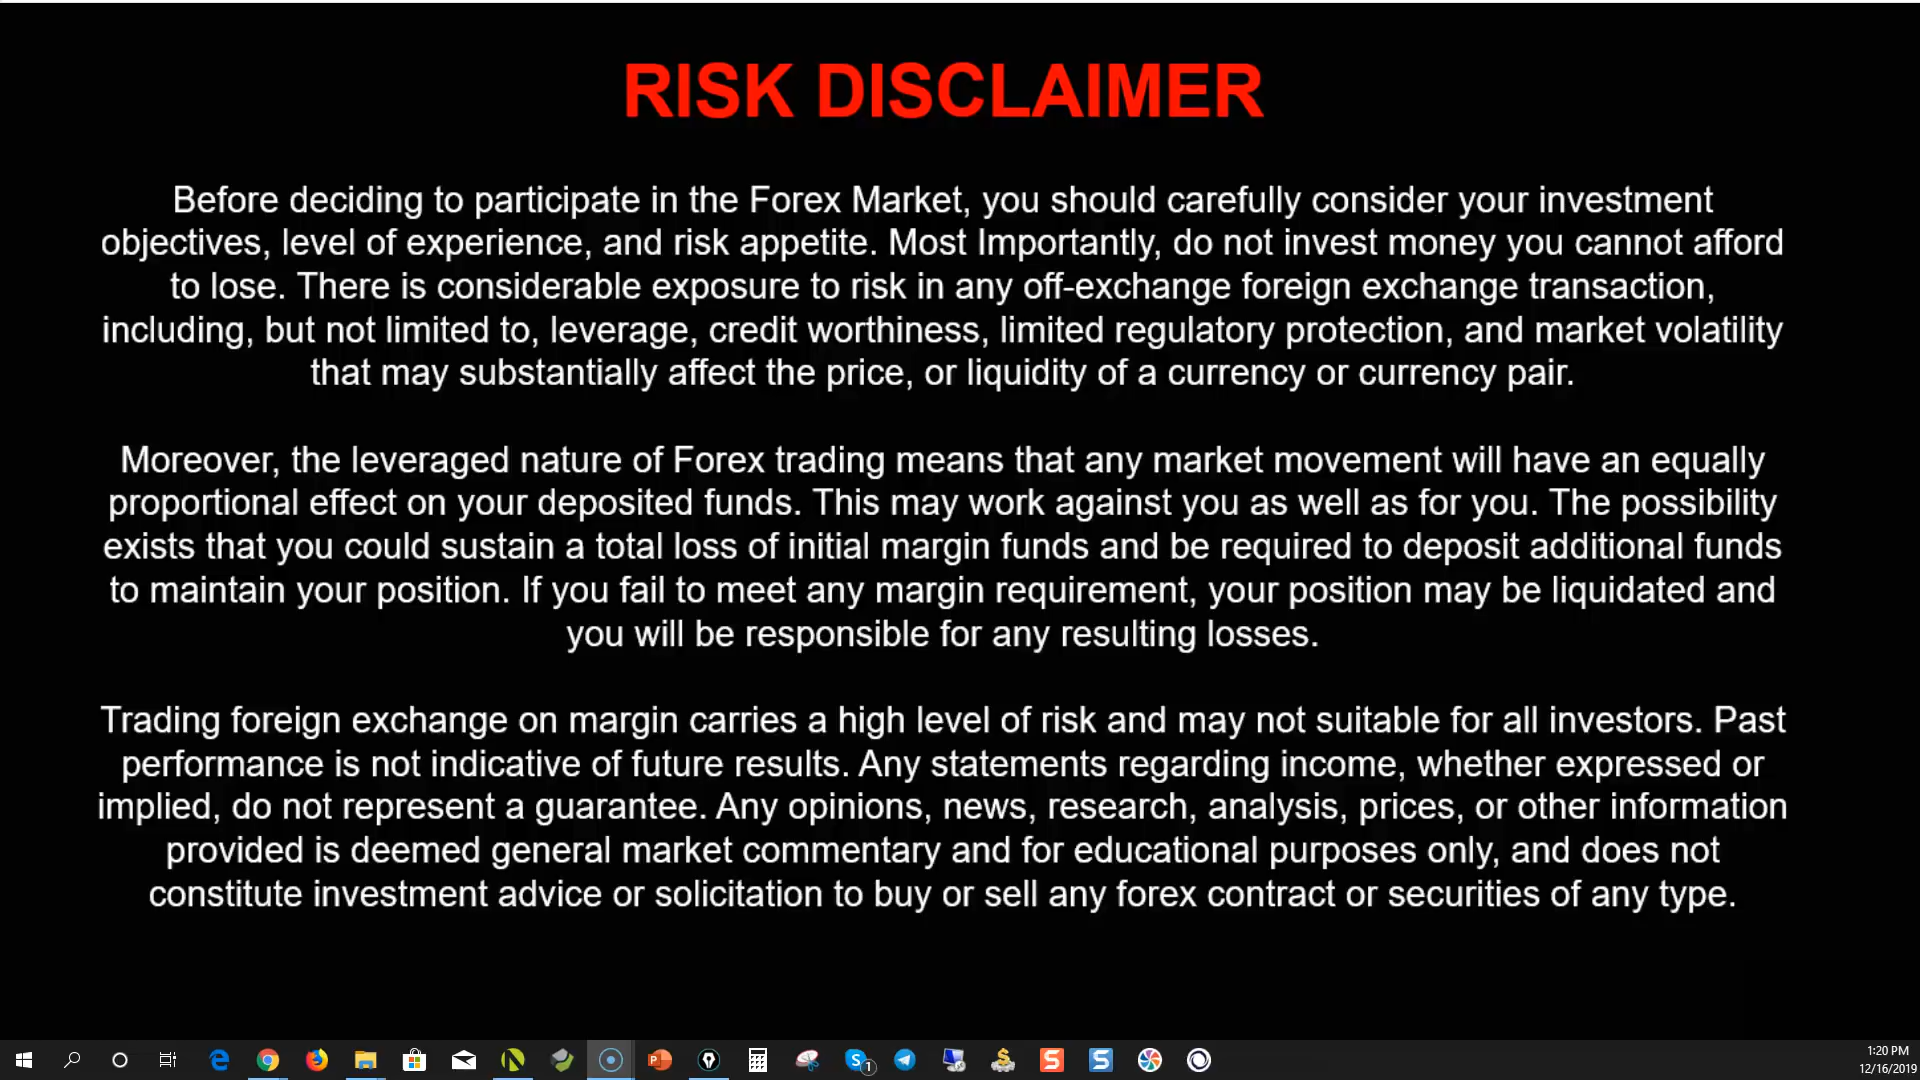 RISK DISCLAIMER
Before deciding to participate in the Forex Market, you should carefully consider your investment
objectives, level of experience, and risk appetite. Most Importantly, do not invest money you cannot afford
to lose. There is considerable exposure to risk in any off-exchange foreign exchange transaction,
including, but not limited to, leverage, credit worthiness, limited regulatory protection, and market volatility
that may substantially affect the price, or liquidity of a currency or currency pair.
Moreover, the leveraged nature of Forex trading means that any market movement will have an equally
proportional effect on your deposited funds. This may work against you as well as for you. The possibility
exists that you could sustain a total loss of initial margin funds and be required to deposit additional funds
to maintain your position. If you fail to meet any margin requirement, your position may be liquidated and
you will be responsible for any resulting losses.
Trading foreign exchange on margin carries a high level of risk and may not suitable for all investors. Past
performance is not indicative of future results. Any statements regarding income, whether expressed or
implied, do not represent a guarantee. Any opinions, news, research, analysis, prices, or other information
provided is deemed general market commentary and for educational purposes only, and does not
constitute investment advice or solicitation to buy or sell any forex contract or securities of any type.
1:20 PM
12/16/2019